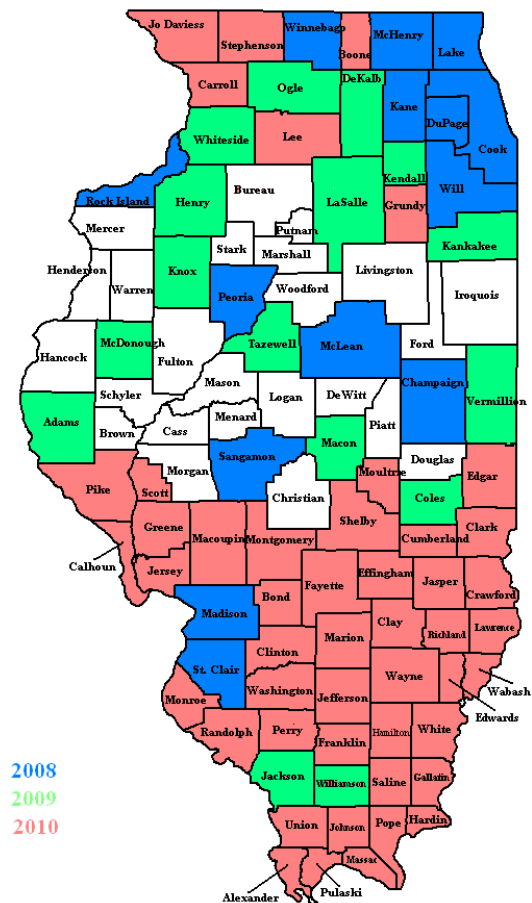 Jo Daviess
Stephenson
Winnebago
Boone
McHenry
Lake
Carroll
Ogle
DeKalb
Kane
DuPage
Cook
Whiteside
Lee
Kendall
Will
Rock Island
Henry
Bureau
LaSalle
Grundy
Mercer
Putnam
Kankakee
Stark
Marshall
Henderson
Warren
Knox
Peoria
Woodford
Livingston
Iroquois
Hancock
McDonough
Fulton
Tazewell
McLean
Ford
Schyler
Mason
Logan
DeWitt
Champaign
Vermillion
Adams
Brown
Cass
Menard
Macon
Piatt
Pike
Scott
Morgan
Sangamon
Christian
Moultrie
Douglas
Edgar
Coles
Greene
Macoupin
Montgomery
Shelby
Cumberland
Clark
Calhoun
Jersey
Fayette
Effingham
Jasper
Crawford
Madison
Bond
Clay
Richland
Lawrence
Clinton
Marion
St. Clair
Washington
Jefferson
Wayne
Wabash
Edwards
Monroe
Randolph
Perry
Franklin
Hamilton
White
Jackson
Williamson
Saline
Gallatin
Union
Johnson
Pope
Hardin
Massac
Alexander
Pulaski
2008
2009
2010